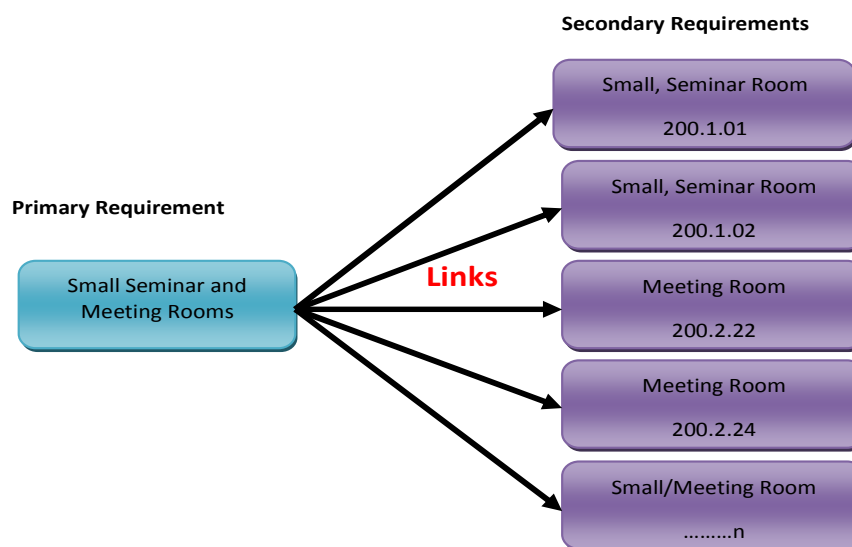 Secondary Requirements
Small, Seminar Room
200.1.01
Small, Seminar Room
200.1.02
Primary Requirement
Links
Small Seminar and
Meeting Rooms
Meeting Room
200.2.22
Meeting Room
200.2.24
Small/Meeting Room
.........n